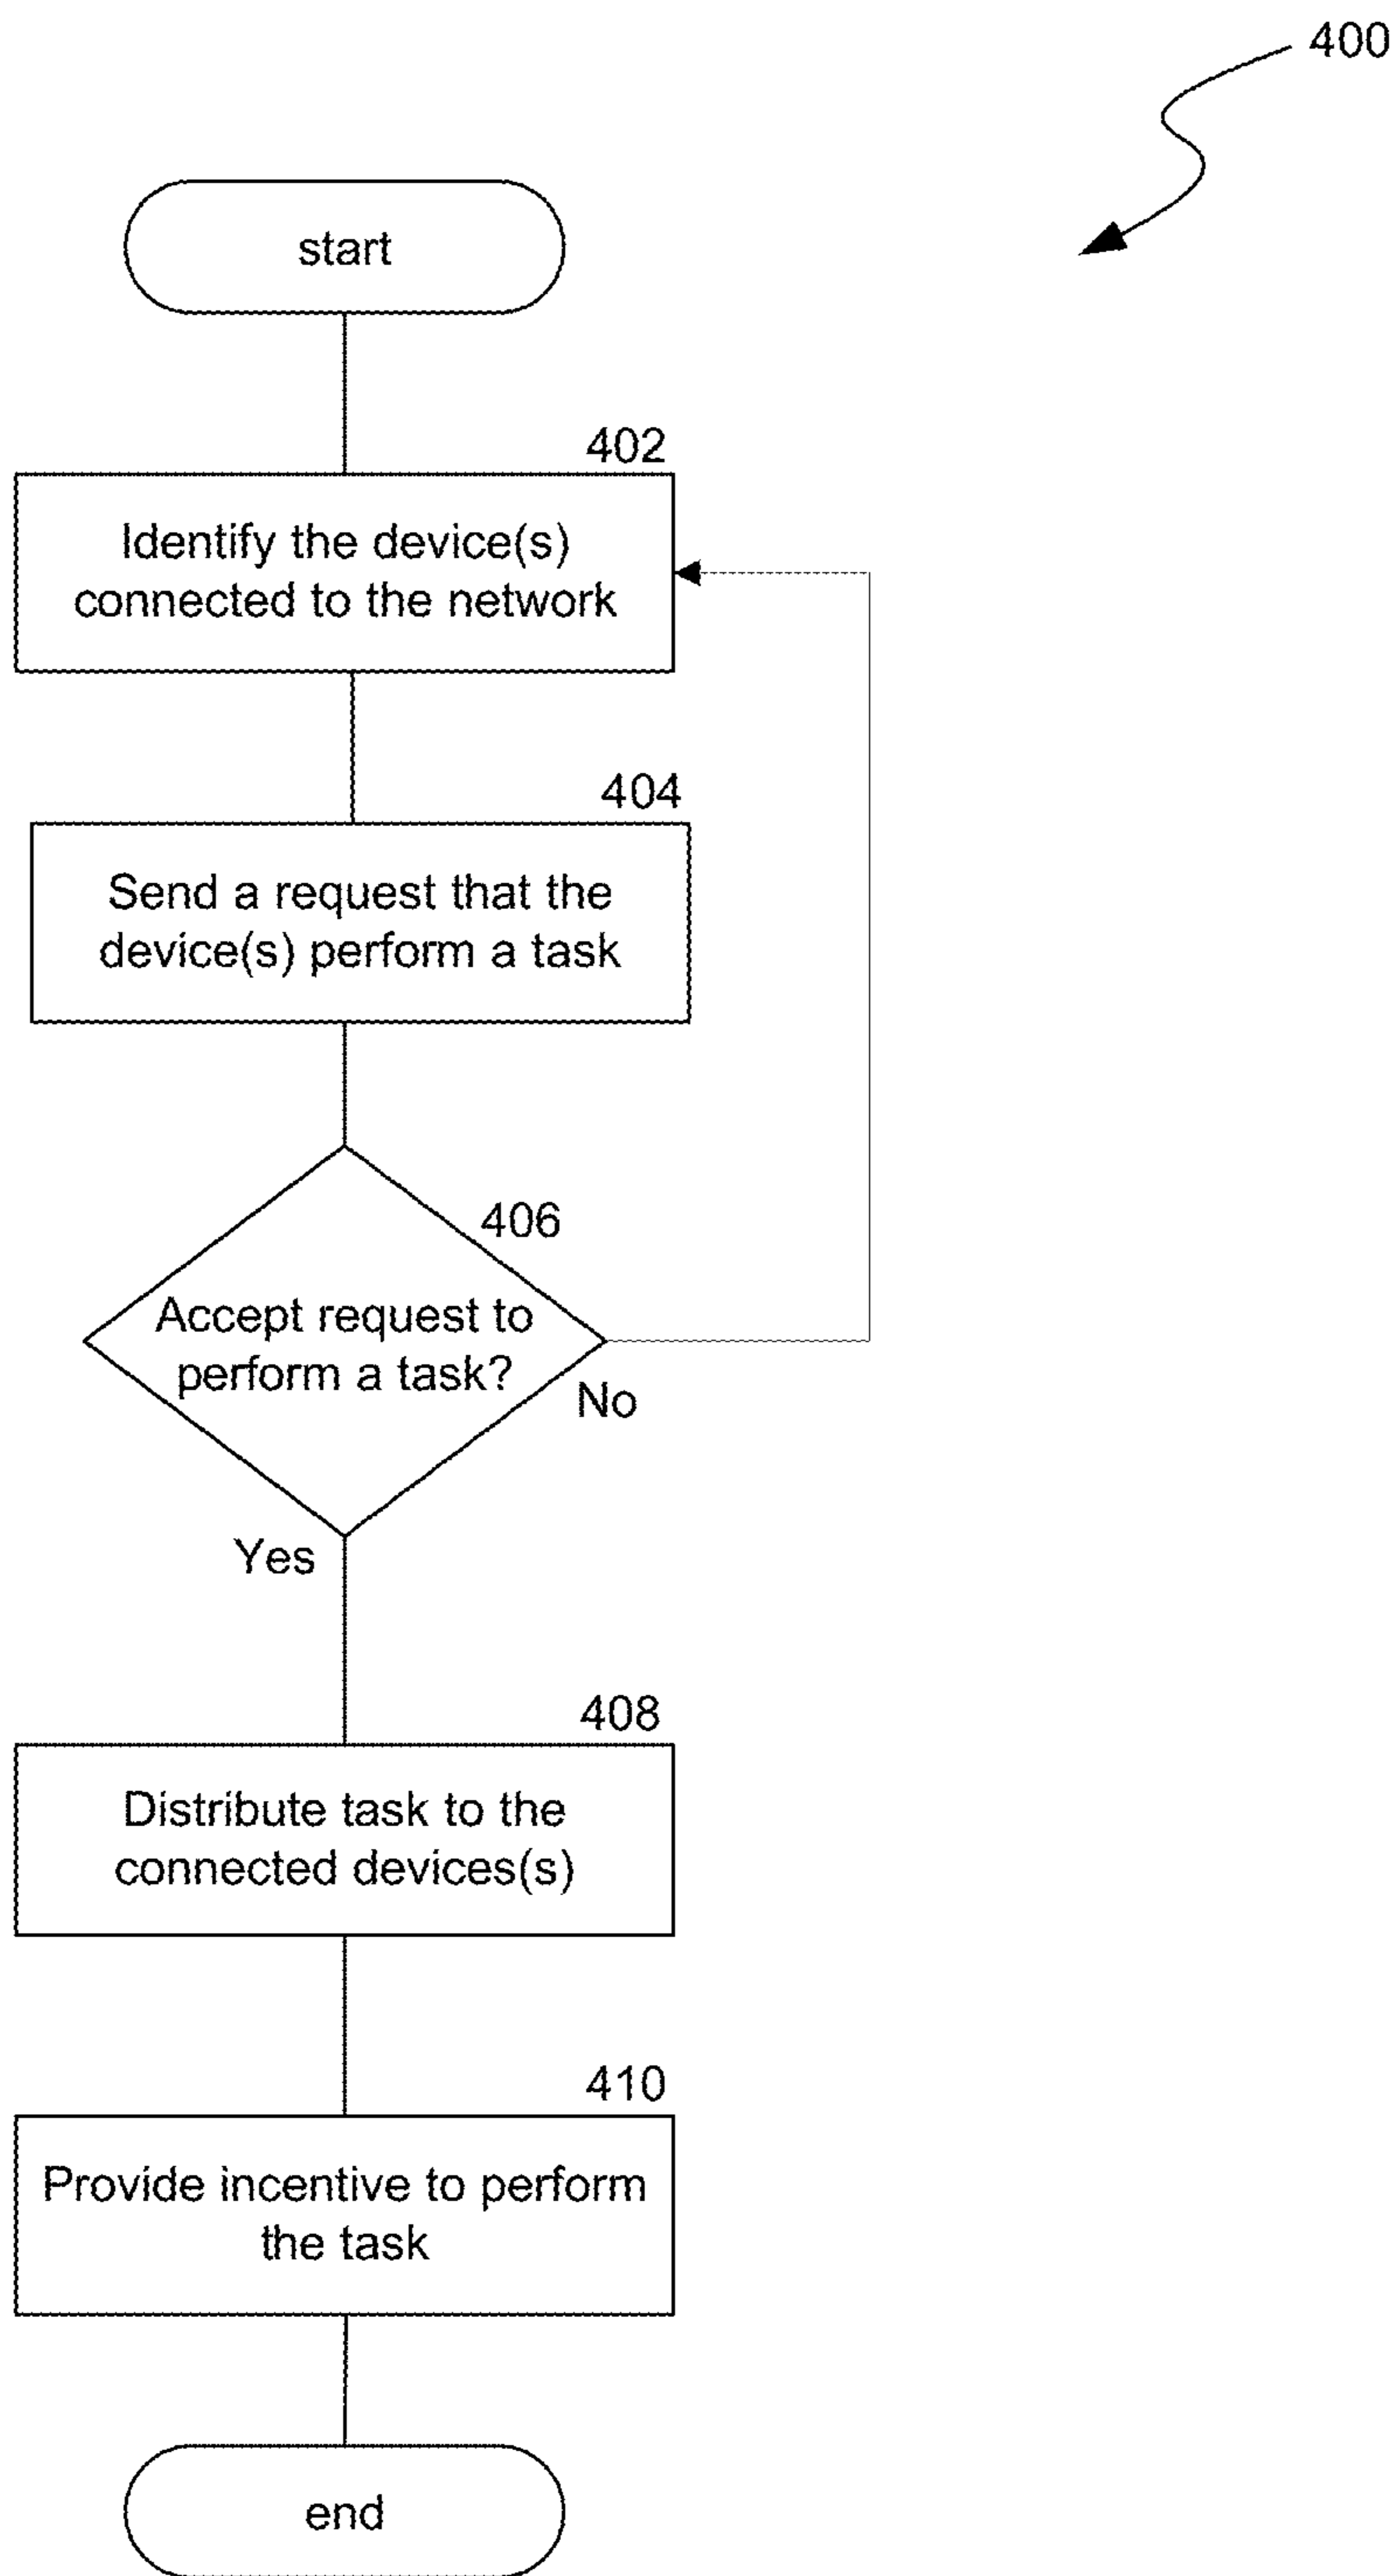 400
start
402
Identify the device(s)
connected to the network
404
Send a request that the
device(s) perform a task
406
Accept request to
perform a task?
No
Yes
408
Distribute task to the
connected devices(s)
410
Provide incentive to perform
the task
end